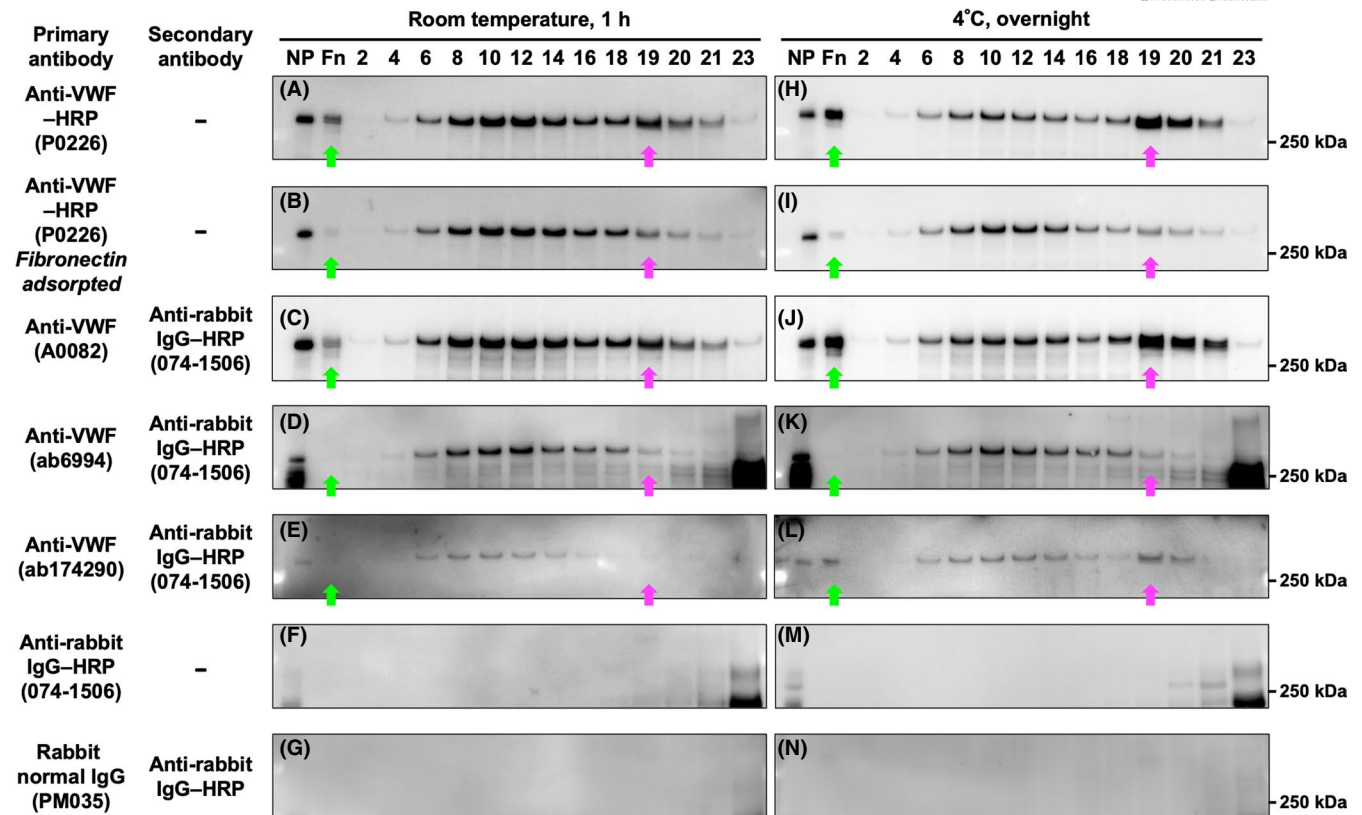 Room temperature, 1 h
4°C, overnight
Primary antibody
Secondary antibody
NP Fn 2 4 6 8 10 12 14 16 18 19 20 21 23
NP Fn 2 4 6 8 10 12 14 16 18 19 20 21 23
Anti-VWF
–HRP
(P0226)
–
(A)
(H)
250 kDa
Anti-VWF
–HRP
(P0226)
Fibronectin
adsorpted
–
(B)
(I)
250 kDa
Anti-VWF
(A0082)
Anti-rabbit
IgG–HRP
(074-1506)
(C)
(J)
250 kDa
Anti-VWF
(ab6994)
Anti-rabbit
IgG–HRP
(074-1506)
(D)
(K)
250 kDa
Anti-VWF
(ab174290)
Anti-rabbit
IgG–HRP
(074-1506)
(E)
(L)
250 kDa
Anti-rabbit
IgG–HRP
(074-1506)
–
(F)
(M)
250 kDa
Rabbit
normal IgG
(PM035)
Anti-rabbit
IgG–HRP
(G)
(N)
250 kDa